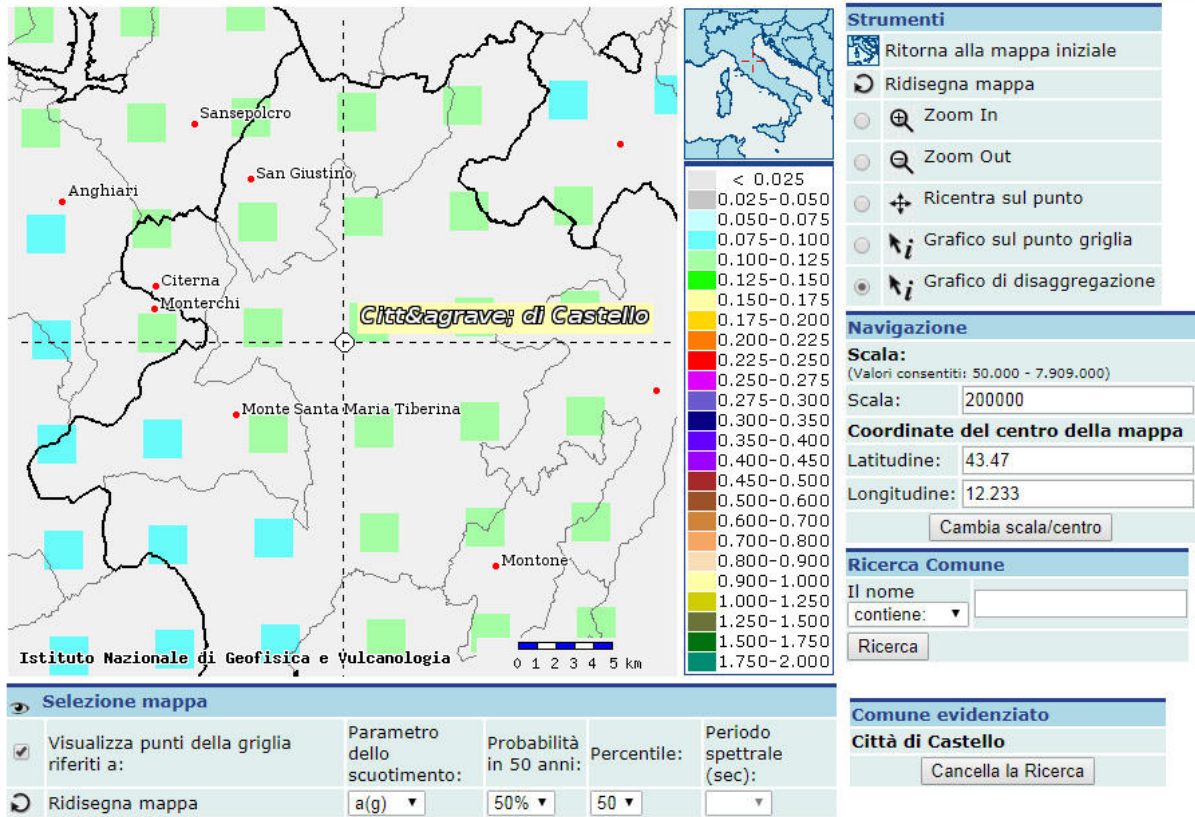 Sansepolcro
San Giustino
Anghiari
Citerna
Monterchi
Citt&agrave; di Castello
Monte Santa Maria Tiberina
Montone
Istituto Nazionale di Geofisica e Vulcanologia
0 1 2 3 4 5 km
< 0.025
0.025-0.050
0.050-0.075
0.075-0.100
0.100-0.125
0.125-0.150
0.150-0.175
0.175-0.200
0.200-0.225
0.225-0.250
0.250-0.275
0.275-0.300
0.300-0.350
0.350-0.400
0.400-0.450
0.450-0.500
0.500-0.600
0.600-0.700
0.700-0.800
0.800-0.900
0.900-1.000
1.000-1.250
1.250-1.500
1.500-1.750
1.750-2.000
Strumenti
Ritorna alla mappa iniziale
Ridisegna mappa
Zoom In
Zoom Out
Ricentra sul punto
Grafico sul punto griglia
Grafico di disaggregazione
Navigazione
Scala:
(Valori consentiti: 50.000 - 7.909.000)
Scala: 200000
Coordinate del centro della mappa
Latitudine: 43.47
Longitudine: 12.233
Cambia scala/centro
Ricerca Comune
Il nome
contiene:
Ricerca
Selezione mappa
Visualizza punti della griglia
riferiti a:
Parametro
dello
scuotimento:
Probabilità
in 50 anni:
Percentile:
Periodo
spettrale
(sec):
Ridisegna mappa
a(g)
50%
50
Comune evidenziato
Città di Castello
Cancella la Ricerca